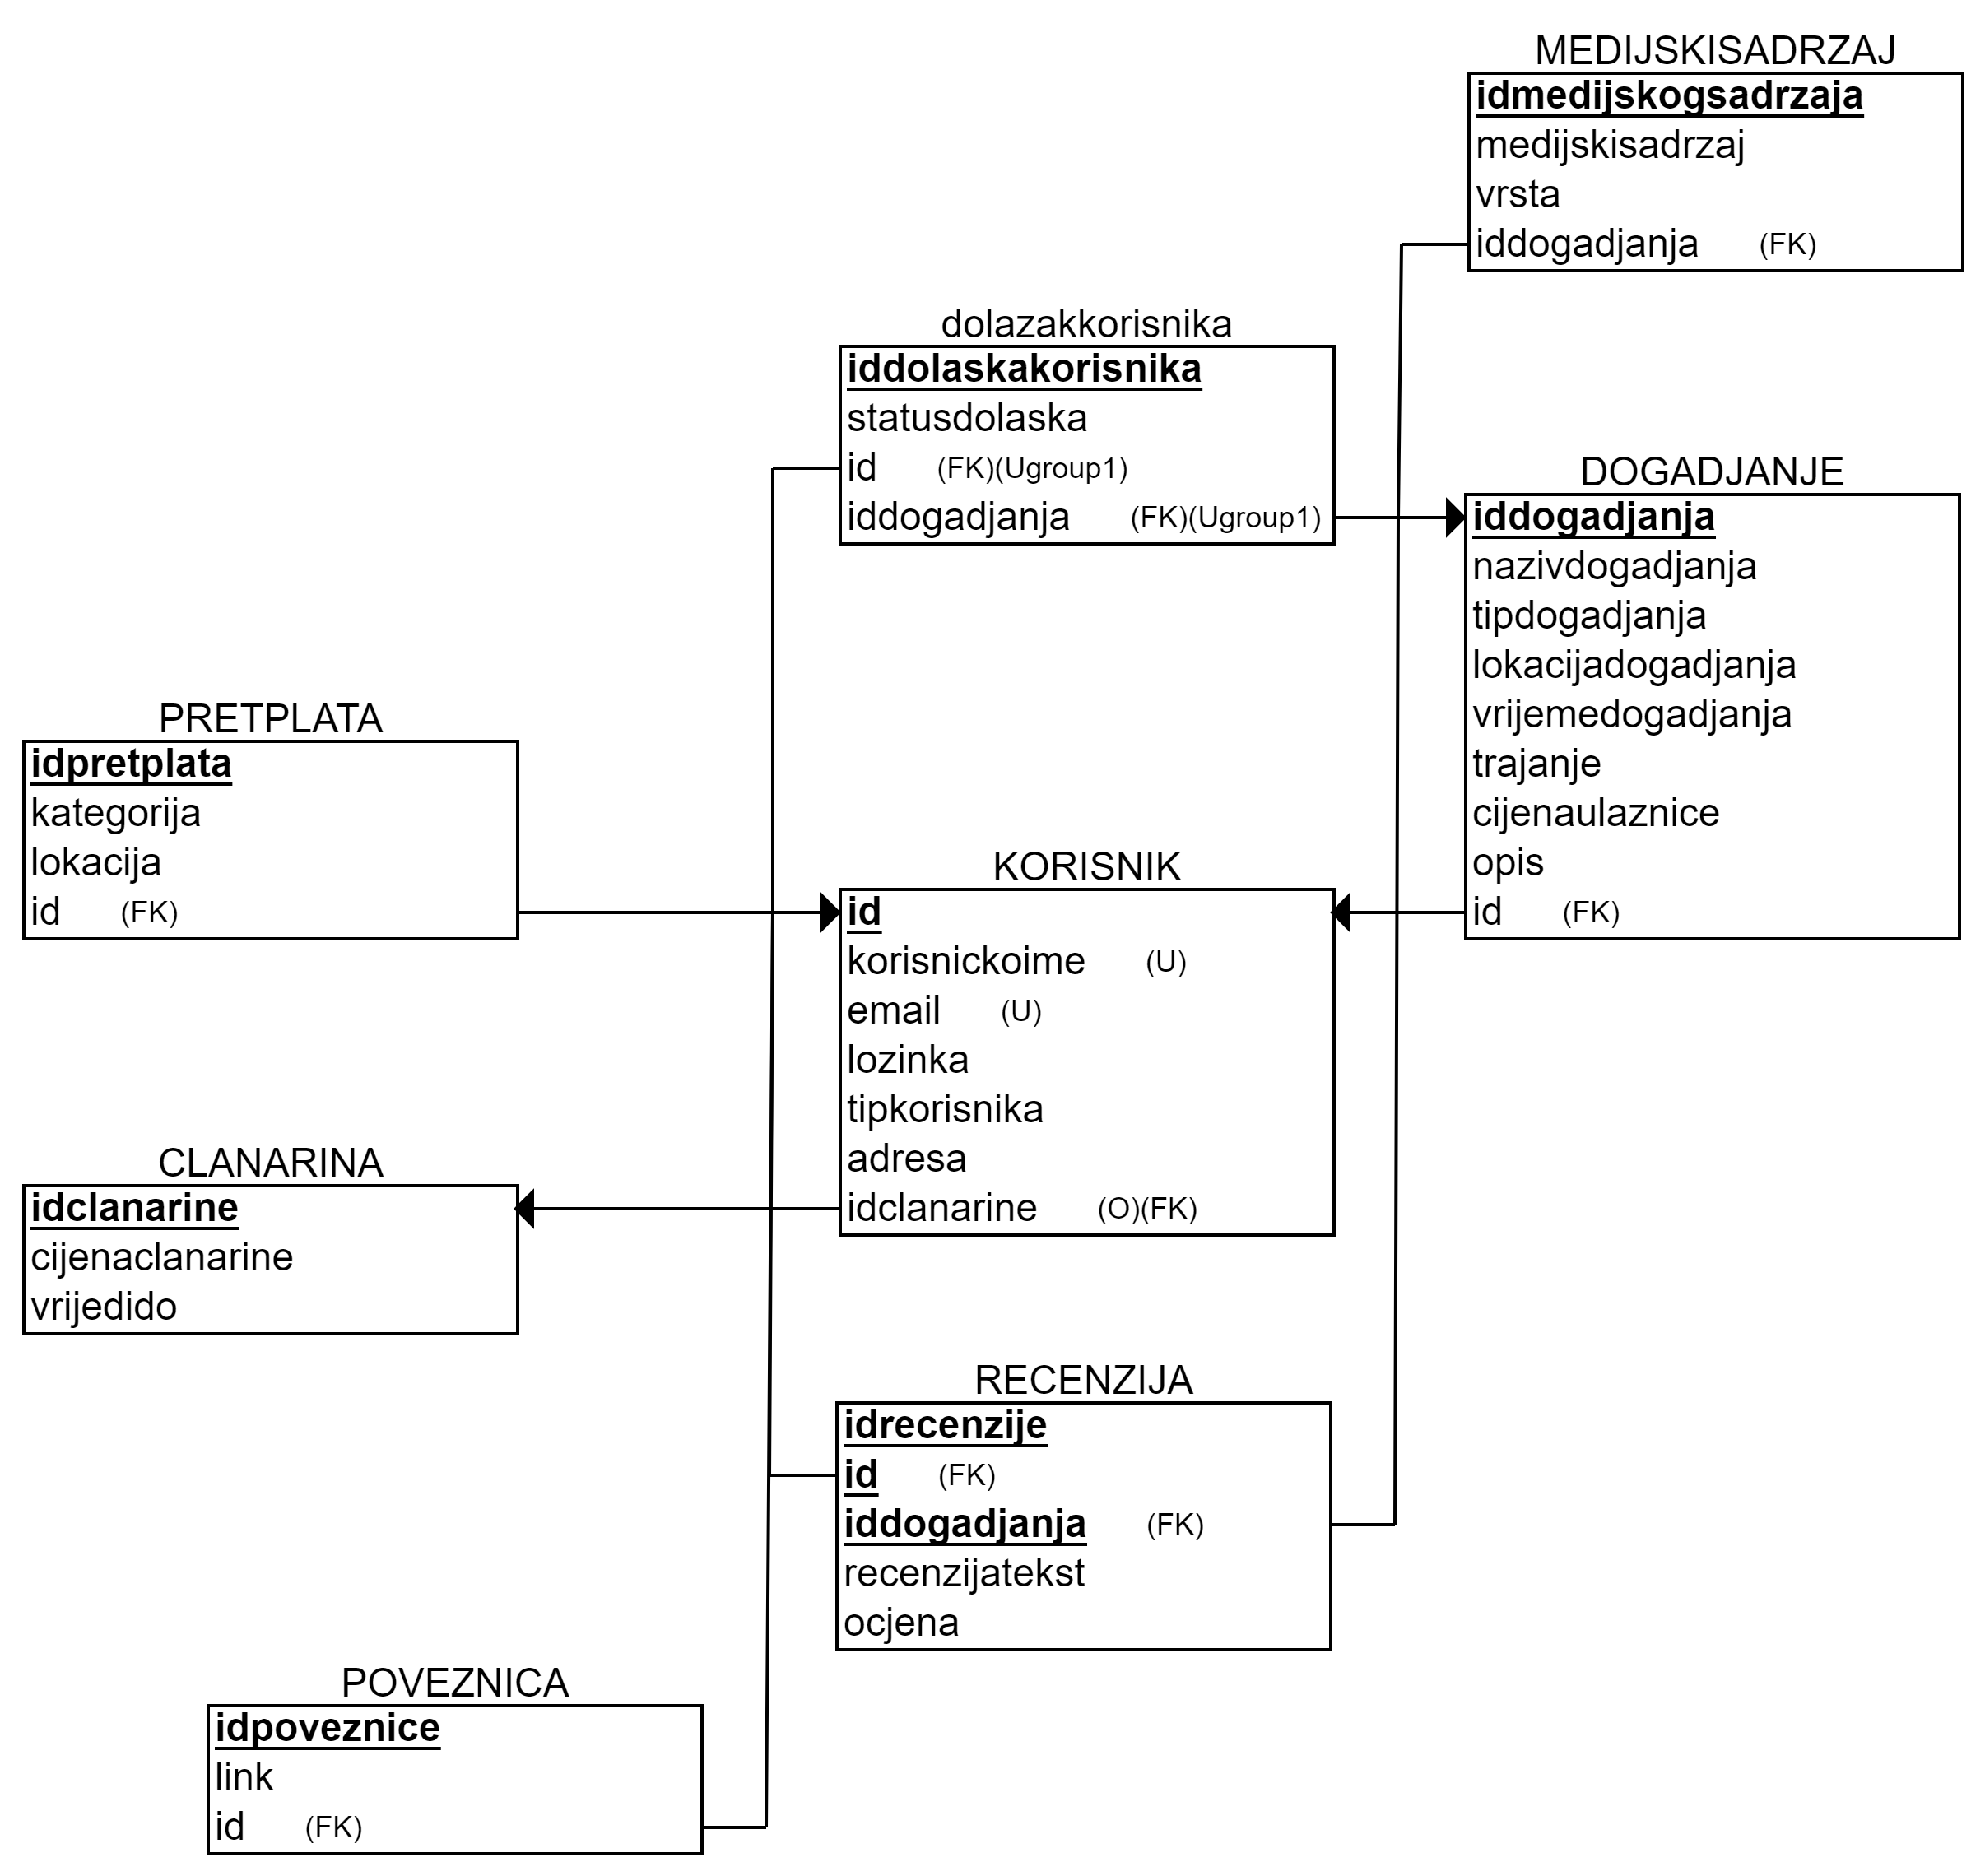 MEDIJSKISADRZAJ
idmedijskogsadrzaja
medijskisadrzaj
vrsta
iddogadjanja (FK)
dolazakkorisnika
iddolaskakorisnika
statusdolaska
id (FK)(Ugroup1)
iddogadjanja (FK)(Ugroup1)
DOGADJANJE
iddogadjanja
nazivdogadjanja
tipdogadjanja
lokacijadogadjanja
vrijemedogadjanja
trajanje
cijenaulaznice
opis
id (FK)
PRETPLATA
idpretplata
kategorija
lokacija
id (FK)
KORISNIK
id
korisnickoime (U)
email (U)
lozinka
tipkorisnika
adresa
idclanarine (O)(FK)
CLANARINA
idclanarine
cijenaclanarine
vrijedido
RECENZIJA
idrecenzije
id (FK)
iddogadjanja (FK)
recenzijatekst
ocjena
POVEZNICA
idpoveznice
link
id (FK)